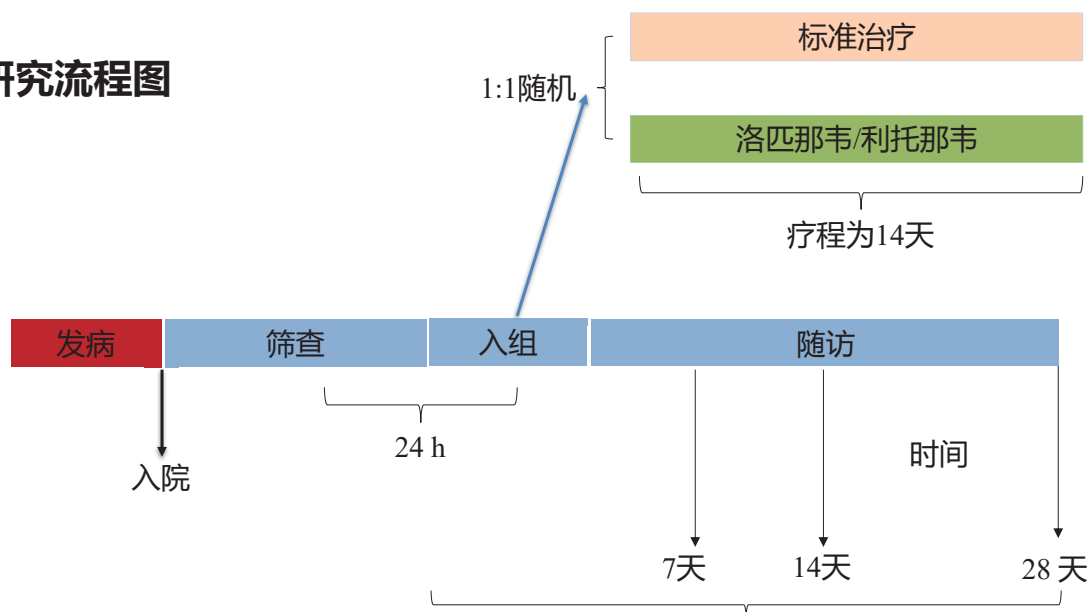 标准治疗
研究流程图
1:1随机
洛匹那韦/利托那韦
疗程为14天
发病
筛查
入组
随访
24 h
时间
入院
7天
14天
28 天